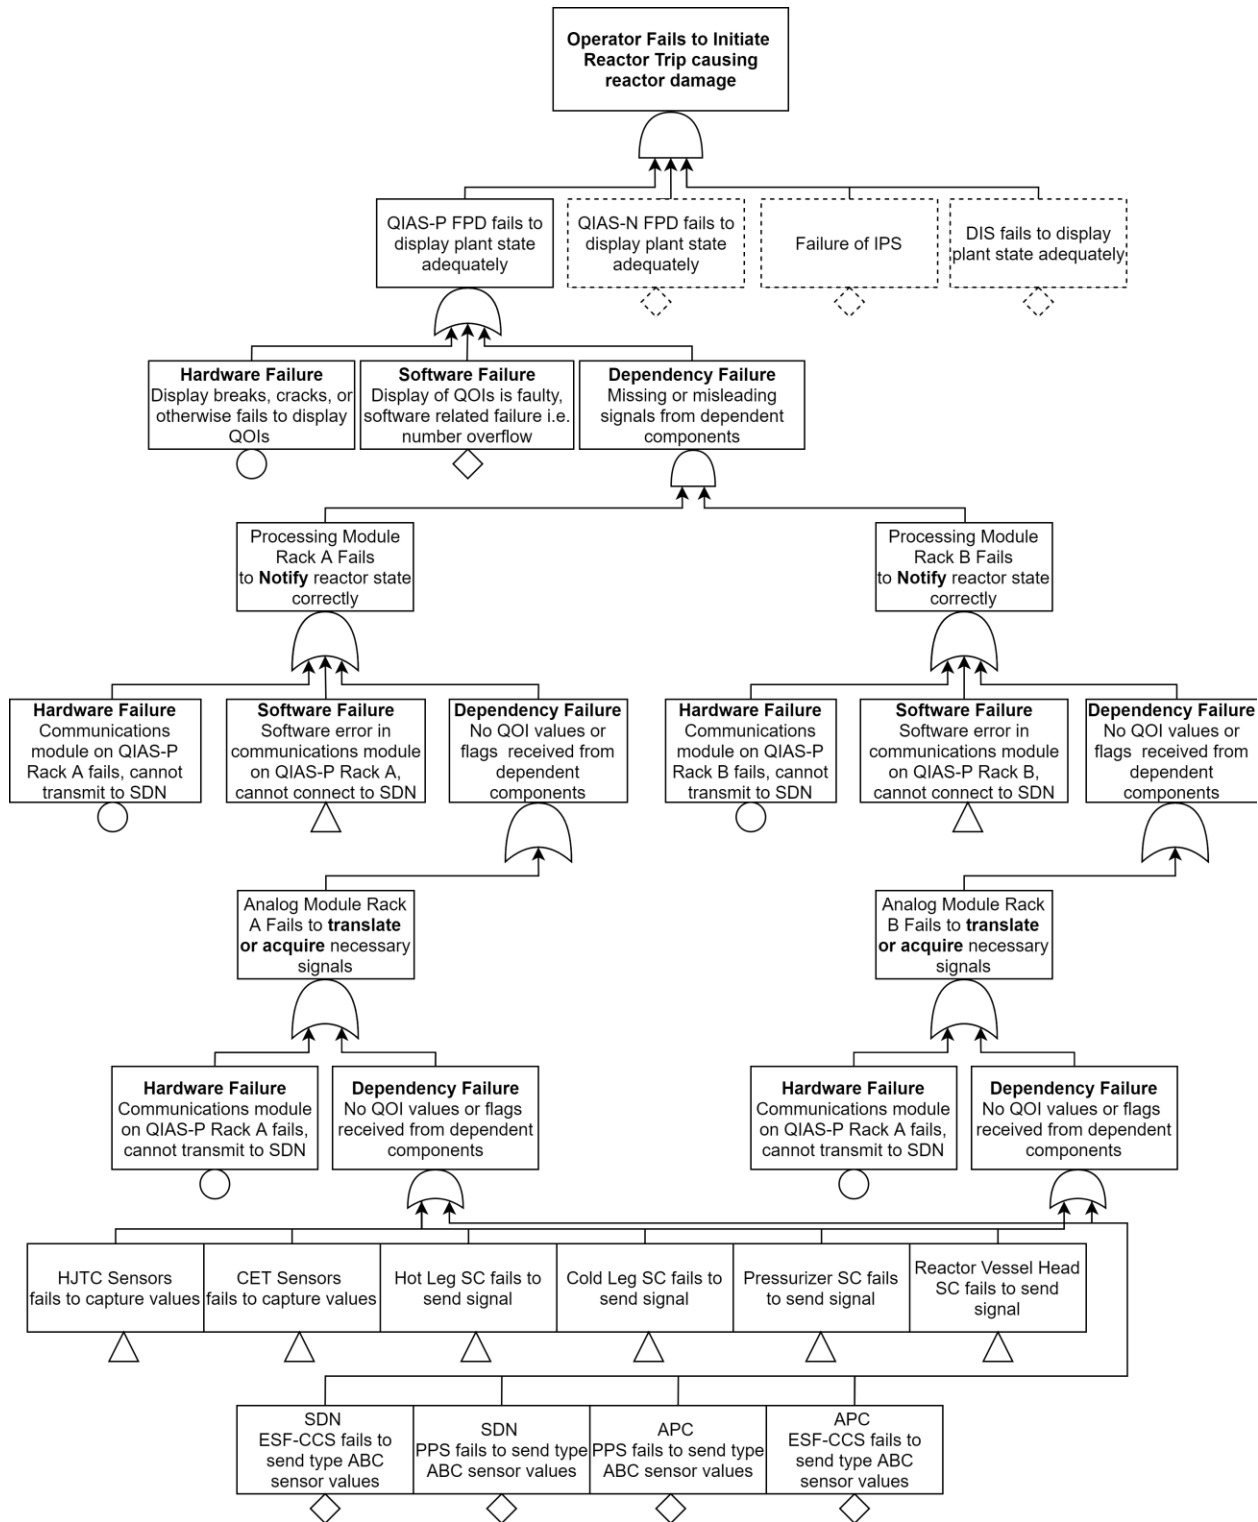 Operator Fails to Initiate
Reactor Trip causing
reactor damage
QIAS-P FPD fails to
display plant state
adequately
QIAS-N FPD fails to
display plant state
adequately
Failure of IPS
DIS fails to display
plant state adequately
Hardware Failure
Display breaks, cracks, or
otherwise fails to display
QOIs
Software Failure
Display of QOIs is faulty,
software related failure i.e.
number overflow
Dependency Failure
Missing or misleading
signals from dependent
components
Processing Module
Rack A Fails
to Notify reactor state
correctly
Processing Module
Rack B Fails
to Notify reactor state
correctly
Hardware Failure
Communications
module on QIAS-P
Rack A fails, cannot
transmit to SDN
Software Failure
Software error in
communications module
on QIAS-P Rack A,
cannot connect to SDN
Dependency Failure
No QOI values or
flags received from
dependent
components
Hardware Failure
Communications
module on QIAS-P
Rack B fails, cannot
transmit to SDN
Software Failure
Software error in
communications module
on QIAS-P Rack B,
cannot connect to SDN
Dependency Failure
No QOI values or
flags received from
dependent
components
Analog Module Rack
A Fails to translate
or acquire necessary
signals
Analog Module Rack
B Fails to translate
or acquire necessary
signals
Hardware Failure
Communications module
on QIAS-P Rack A fails,
cannot transmit to SDN
Dependency Failure
No QOI values or flags
received from dependent
components
Hardware Failure
Communications module
on QIAS-P Rack A fails,
cannot transmit to SDN
Dependency Failure
No QOI values or flags
received from dependent
components
HJTC Sensors
fails to capture values
CET Sensors
fails to capture values
Hot Leg SC fails to
send signal
Cold Leg SC fails to
send signal
Pressurizer SC fails
to send signal
Reactor Vessel Head
SC fails to send
signal
SDN
ESF-CCS fails to
send type ABC
sensor values
SDN
PPS fails to send type
ABC sensor values
APC
PPS fails to send type
ABC sensor values
APC
ESF-CCS fails to
send type ABC
sensor values